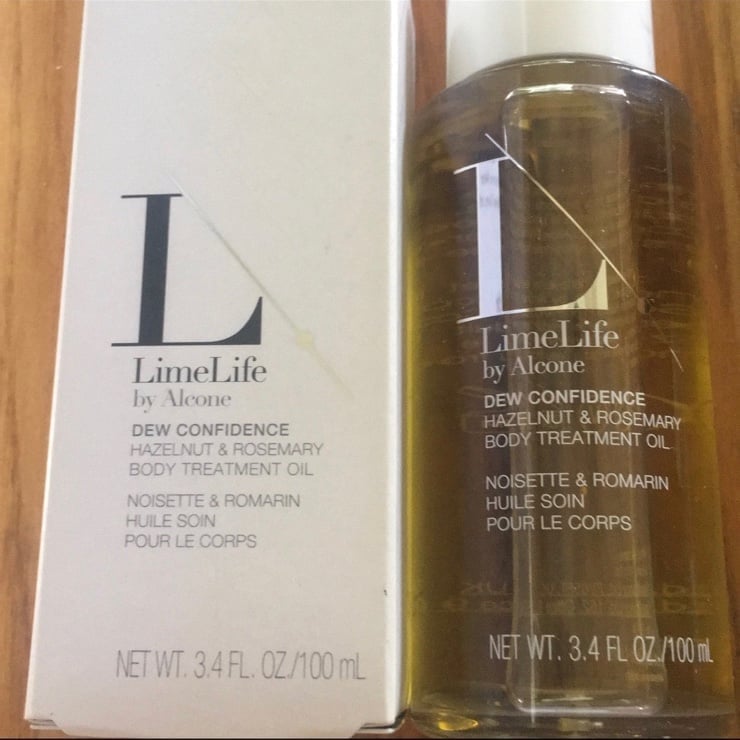 L
LimeLife
by Alcone
DEW CONFIDENCE
HAZELNUT & ROSEMARY
BODY TREATMENT OIL
NOISETTE & ROMARIN
HUILE SOIN
POUR LE CORPS
NET WT. 3.4 FL. OZ./100 mL
L
LimeLife
by Alcone
DEW CONFIDENCE
HAZELNUT & ROSEMARY
BODY TREATMENT OIL
NOISETTE & ROMARIN
HUILE SOIN
POUR LE CORPS
NET WT. 3.4 FL OZ./100 mL